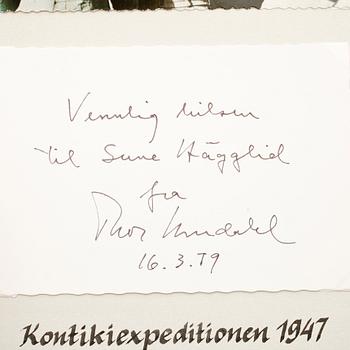 Vennlig hilsen
til Sune Hägglid
fra
Thor Heyerdahl
16.3.79
Kontikiexpeditionen 1947